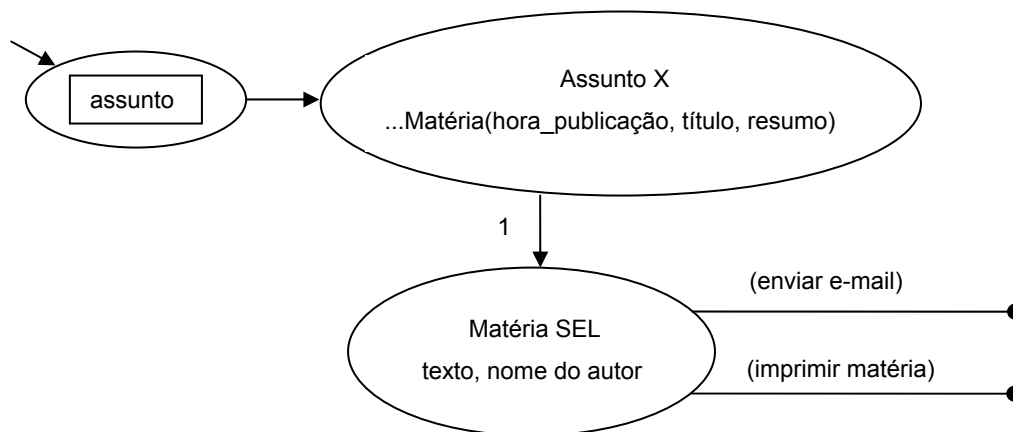 assunto
Assunto X
...Matéria(hora_publicação, título, resumo)
1
Matéria SEL
texto, nome do autor
(enviar e-mail)
(imprimir matéria)